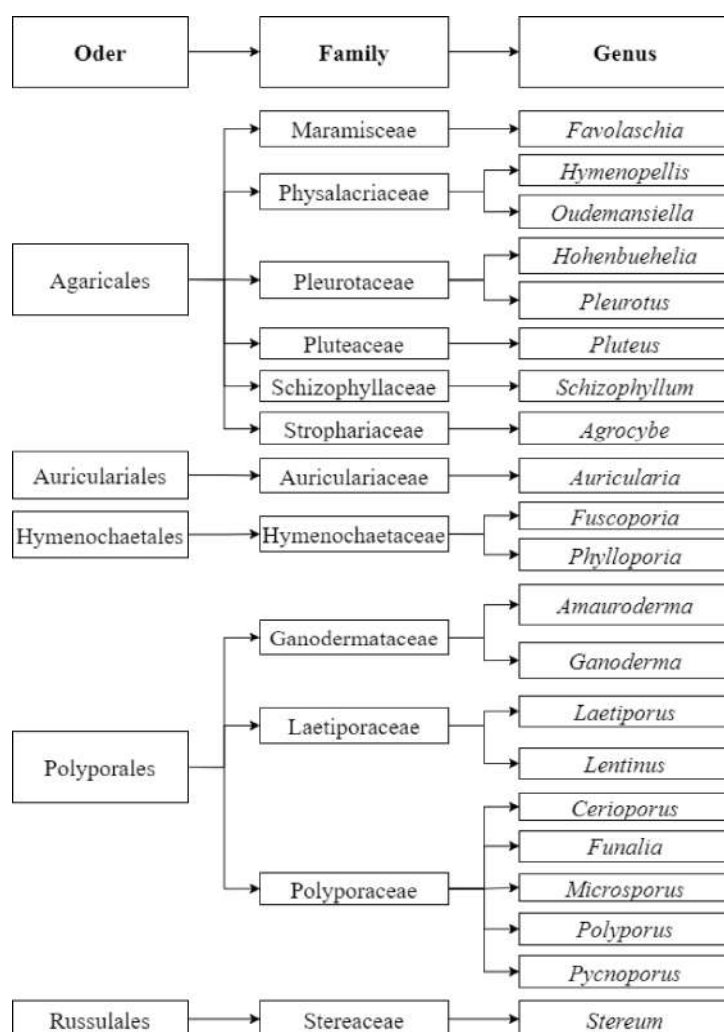 Oder Family Genus
Maramisceae Favolaschia
Physalacriaceae Hymenopellis
Oudemansiella
Agaricales Pleurotaceae Hohenbuehelia
Pleurotus
Pluteaceae Pluteus
Schizophyllaceae Schizophyllum
Strophariaceae Agrocybe
Auriculariales Auriculariaceae Auricularia
Hymenochaetales Hymenochaetaceae Fuscoporia
Phylloporia
Ganodermataceae Amauroderma
Ganoderma
Polyporales Laetiporaceae Laetiporus
Lentinus
Polyporaceae Cerioporus
Funalia
Microsporus
Polyporus
Pycnoporus
Russulales Stereaceae Stereum